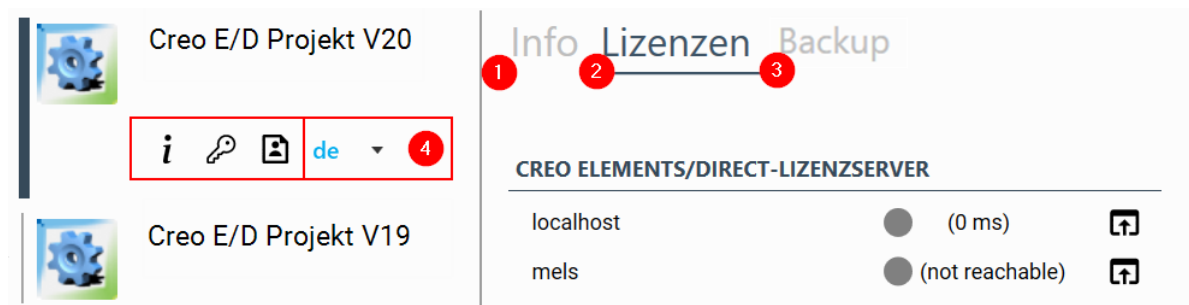 Creo E/D Projekt V20
i de 4
Creo E/D Projekt V19
Info Lizenzen Backup
1 2 3
CREO ELEMENTS/DIRECT-LIZENZSERVER
localhost (0 ms)
mels (not reachable)